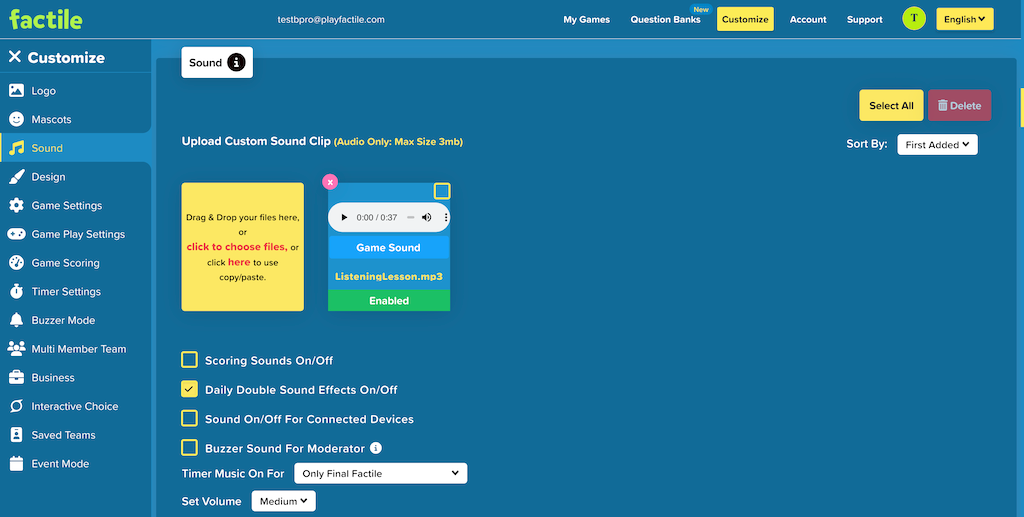 factile
testbpro@playfactile.com
My Games
Question Banks
New
Customize
Account
Support
T
English
Customize
Logo
Mascots
Sound
Design
Game Settings
Game Play Settings
Game Scoring
Timer Settings
Buzzer Mode
Multi Member Team
Business
Interactive Choice
Saved Teams
Event Mode
Sound i
Select All
Delete
Upload Custom Sound Clip (Audio Only: Max Size 3mb)
Sort By: First Added
Drag & Drop your files here,
or
click to choose files, or
click here to use
copy/paste.
x
0:00 / 0:37
Game Sound
ListeningLesson.mp3
Enabled
Scoring Sounds On/Off
Daily Double Sound Effects On/Off
Sound On/Off For Connected Devices
Buzzer Sound For Moderator i
Timer Music On For Only Final Factile
Set Volume Medium